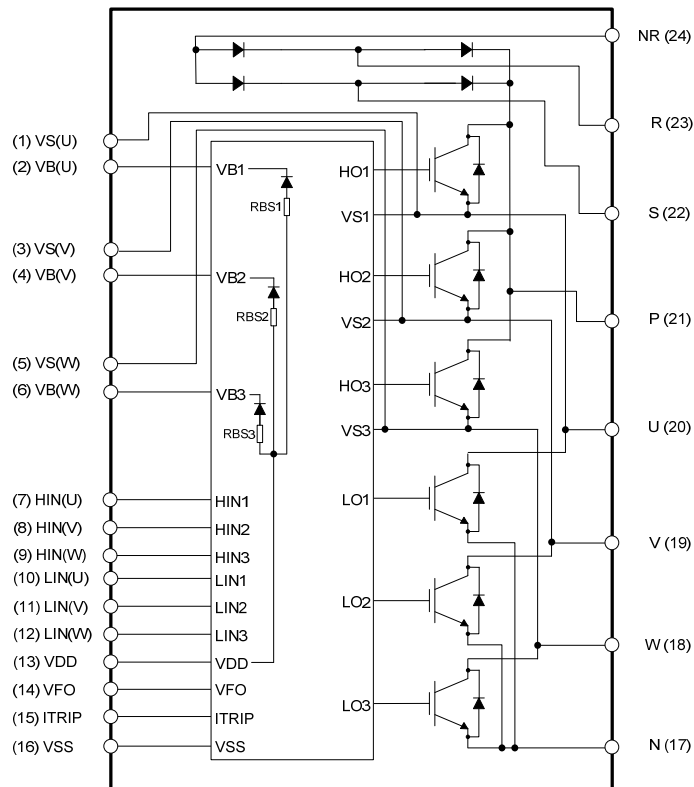 NR (24)
R (23)
(1) VS(U)
(2) VB(U)
VB1
HO1
RBS1
VS1
S (22)
(3) VS(V)
(4) VB(V)
VB2
HO2
RBS2
VS2
P (21)
(5) VS(W)
(6) VB(W)
VB3
HO3
RBS3
VS3
U (20)
(7) HIN(U)
HIN1
LO1
(8) HIN(V)
HIN2
V (19)
(9) HIN(W)
HIN3
(10) LIN(U)
LIN1
(11) LIN(V)
LIN2
LO2
(12) LIN(W)
LIN3
W (18)
(13) VDD
VDD
(14) VFO
VFO
LO3
(15) ITRIP
ITRIP
(16) VSS
VSS
N (17)